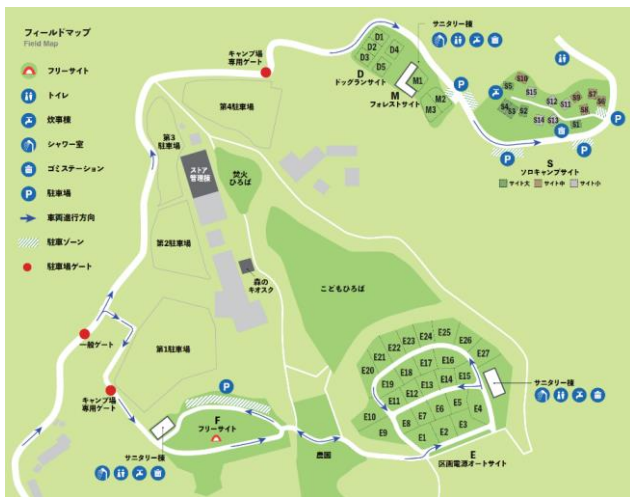 フィールドマップ
Field Map
フリーサイト
トイレ
炊事棟
シャワー室
ゴミステーション
P 駐車場
車両進行方向
駐車ゾーン
駐車場ゲート
キャンプ場
専用ゲート
第4駐車場
第3
駐車場
ストア
管理館
焚火
ひろば
第2駐車場
森の
キオスク
第1駐車場
一般ゲート
キャンプ場
専用ゲート
こどもひろば
サニタリー棟
D1
D2
D3
D4
D5
D
ドッグランサイト
M1
M2
M3
M
フォレストサイト
P
P
P
P
S10
S5
S15
S9
S7
S12
S11
S6
S8
S4
S3
S2
S14
S13
S1
S
ソロキャンプサイト
サイト大 サイト中 サイト小
E25
E24
E26
E23
E22
E27
E21
E17
E16
E20
E18
E14
E15
E19
E13
E12
E11
E10
E9
E8
E7
E6
E5
E4
E3
E2
E1
E
区画電源オートサイト
サニタリー棟
P
F
フリーサイト
サニタリー棟
農園